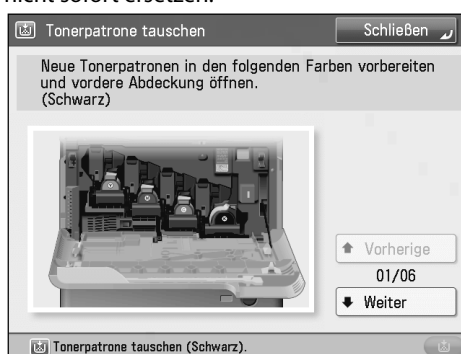 nicht sofort ersetzen.
Tonerpatrone tauschen
Schließen
Neue Tonerpatronen in den folgenden Farben vorbereiten
und vordere Abdeckung öffnen.
(Schwarz)
Vorherige
01/06
Weiter
Tonerpatrone tauschen (Schwarz).